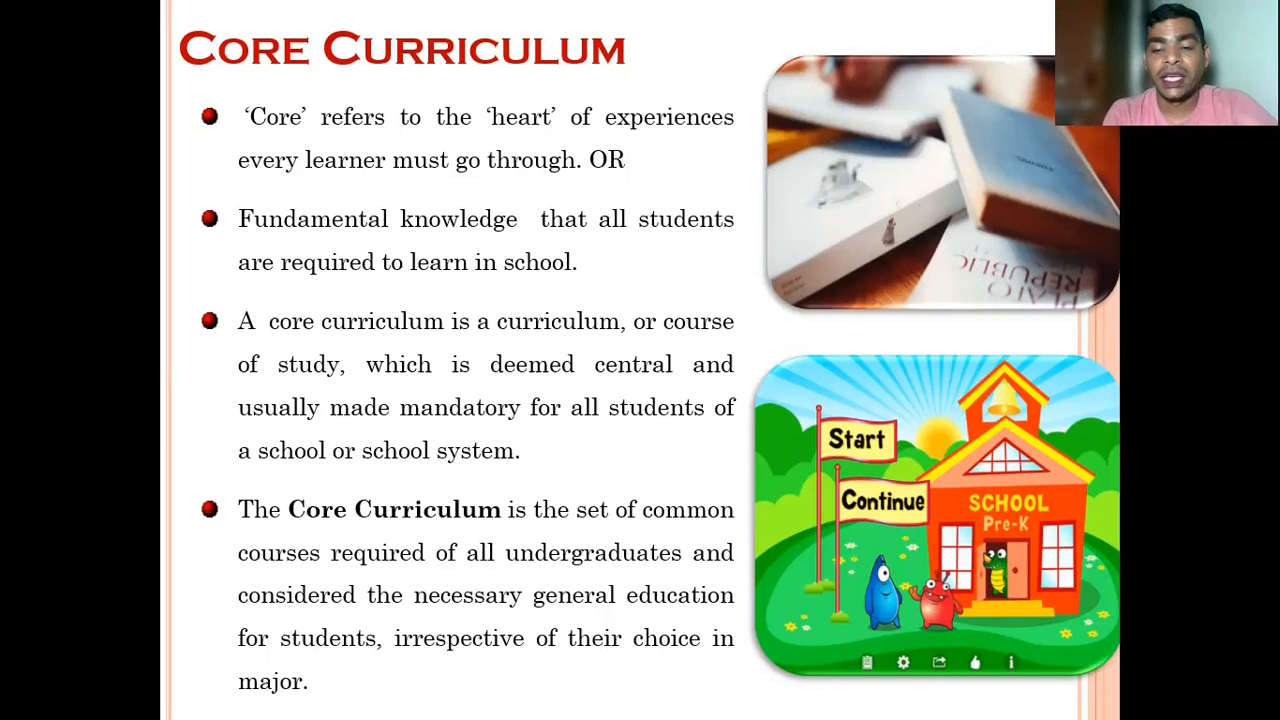 CORE CURRICULUM
‘Core’ refers to the ‘heart’ of experiences
every learner must go through. OR
Fundamental knowledge that all students
are required to learn in school.
A core curriculum is a curriculum, or course
of study, which is deemed central and
usually made mandatory for all students of
a school or school system.
The Core Curriculum is the set of common
courses required of all undergraduates and
considered the necessary general education
for students, irrespective of their choice in
major.
PLATO
REPUBLIC
Start
Continue
SCHOOL
Pre-K